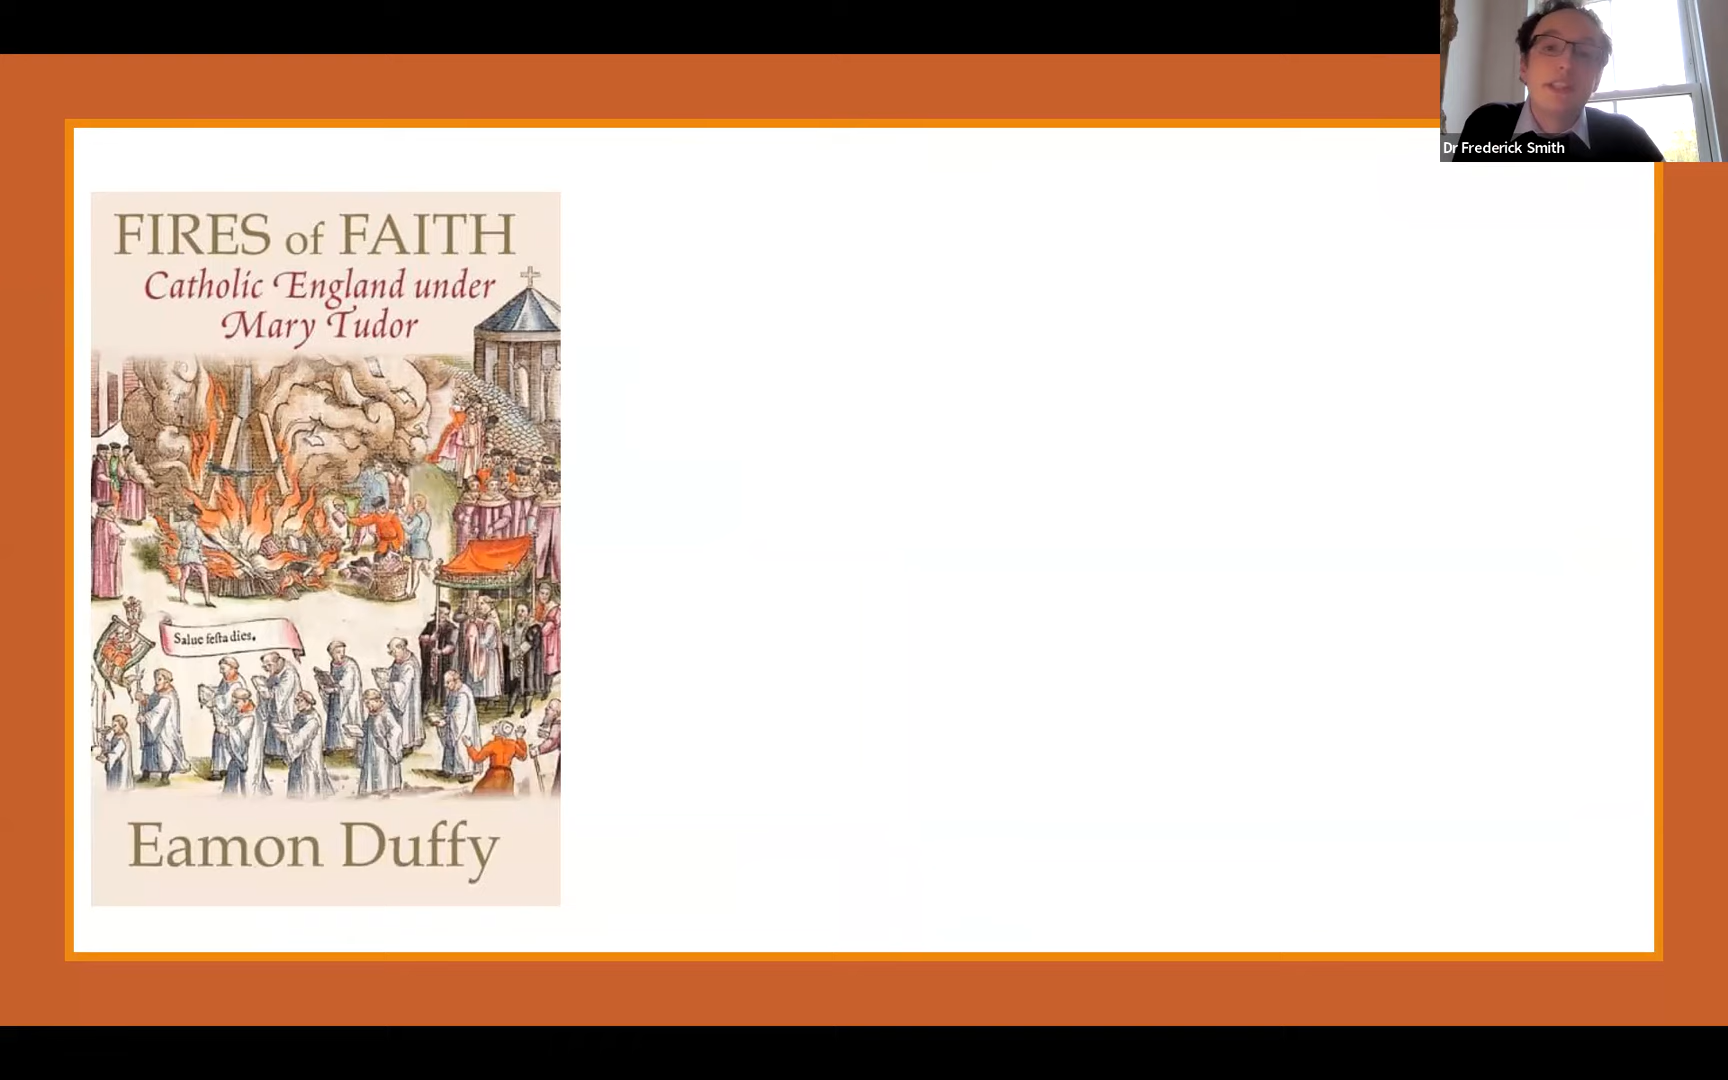 Dr Frederick Smith
FIRES of FAITH
Catholic England under
Mary Tudor
Salue festa dies.
Eamon Duffy